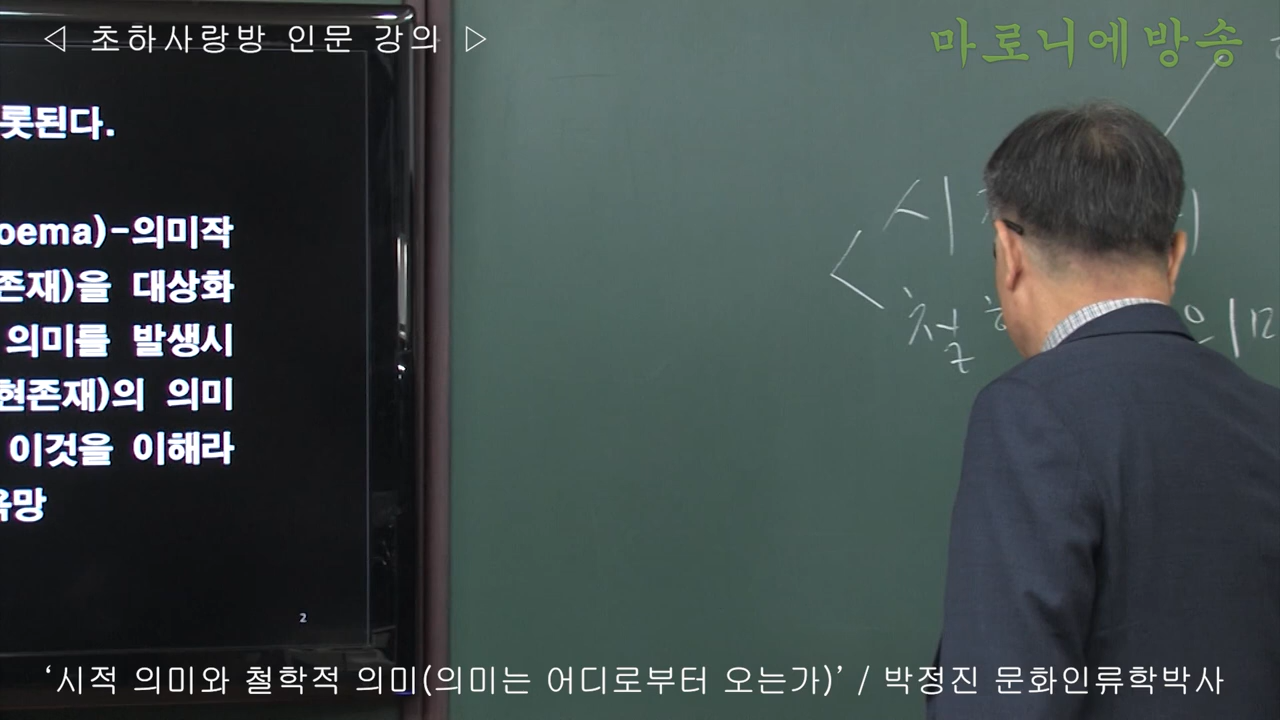 ◁ 초하사랑방 인문 강의 ▷
마로니에방송
롯된다.
oema)-의미작
존재)을 대상화
의미를 발생시
현존재)의 의미
이것을 이해라
욕망
2
시
철
의미
‘시적 의미와 철학적 의미(의미는 어디로부터 오는가)’ / 박정진 문화인류학박사